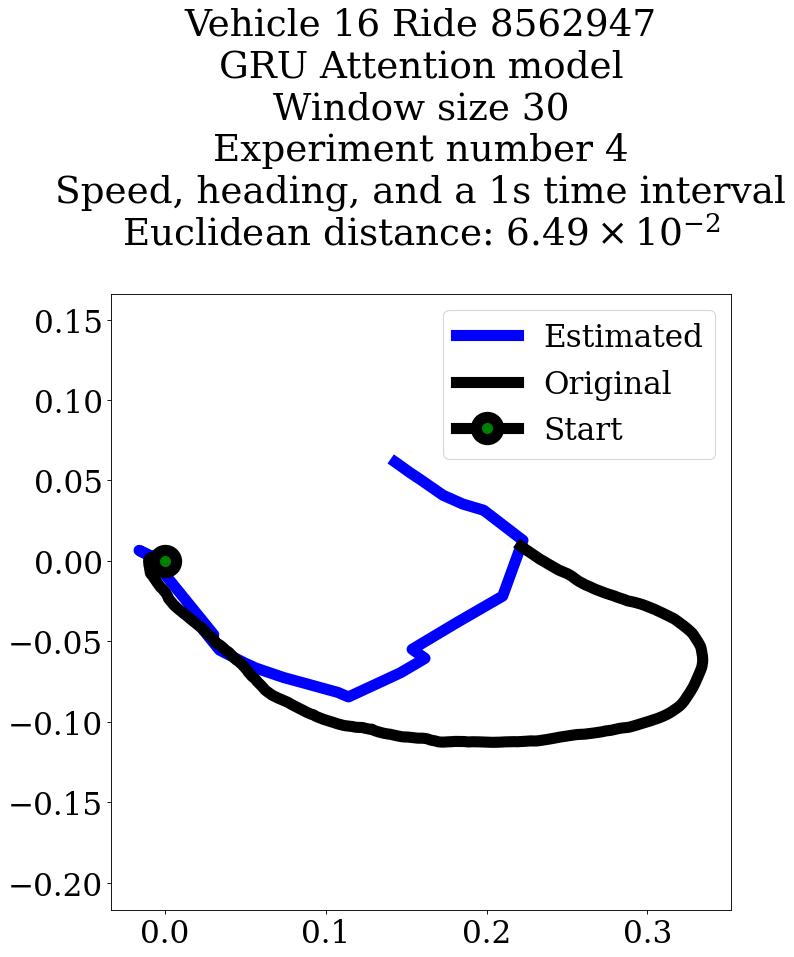 Vehicle 16 Ride 8562947
GRU Attention model
Window size 30
Experiment number 4
Speed, heading, and a 1s time interval
Euclidean distance: 6.49 × 10⁻²
Estimated
Original
Start
0.15
0.10
0.05
0.00
−0.05
−0.10
−0.15
−0.20
0.0 0.1 0.2 0.3